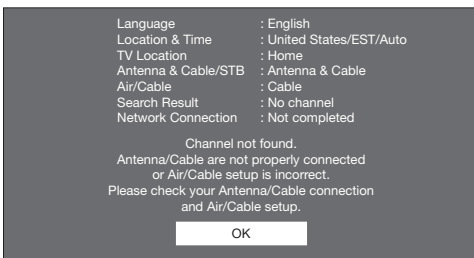 Language : English
Location & Time : United States/EST/Auto
TV Location : Home
Antenna & Cable/STB : Antenna & Cable
Air/Cable : Cable
Search Result : No channel
Network Connection : Not completed
Channel not found.
Antenna/Cable are not properly connected
or Air/Cable setup is incorrect.
Please check your Antenna/Cable connection
and Air/Cable setup.
OK